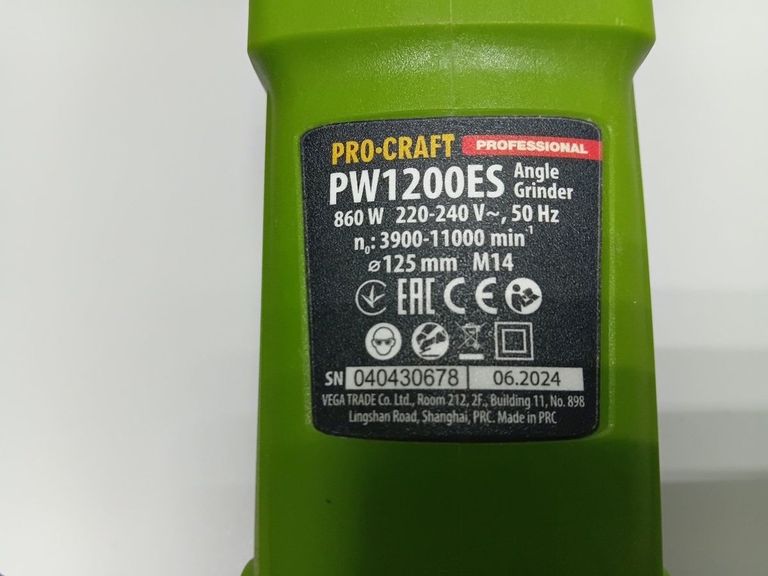 PRO•CRAFT PROFESSIONAL
PW1200ES Angle Grinder
860 W 220-240 V~, 50 Hz
n₀: 3900-11000 min⁻¹
⌀125 mm M14
EAC CE
SN 040430678 06.2024
VEGA TRADE Co. Ltd., Room 212, 2F., Building 11, No. 898
Lingshan Road, Shanghai, PRC. Made in PRC